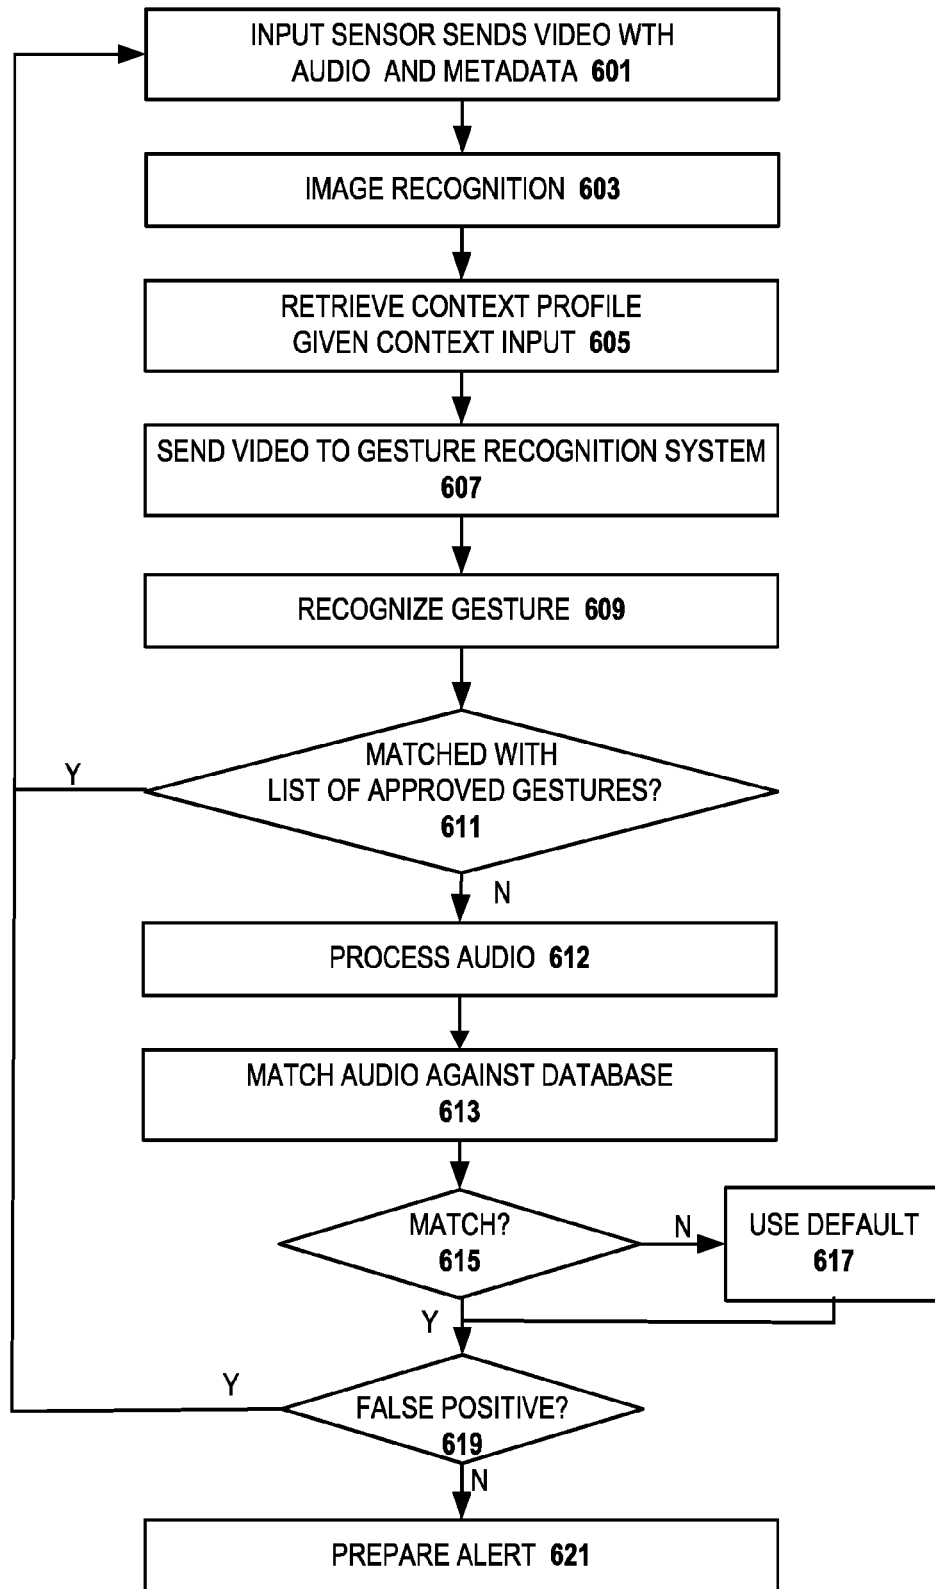 INPUT SENSOR SENDS VIDEO WTH
AUDIO AND METADATA 601
IMAGE RECOGNITION 603
RETRIEVE CONTEXT PROFILE
GIVEN CONTEXT INPUT 605
SEND VIDEO TO GESTURE RECOGNITION SYSTEM
607
RECOGNIZE GESTURE 609
MATCHED WITH
LIST OF APPROVED GESTURES?
611
Y
N
PROCESS AUDIO 612
MATCH AUDIO AGAINST DATABASE
613
MATCH?
615
N
USE DEFAULT
617
Y
FALSE POSITIVE?
619
Y
N
PREPARE ALERT 621